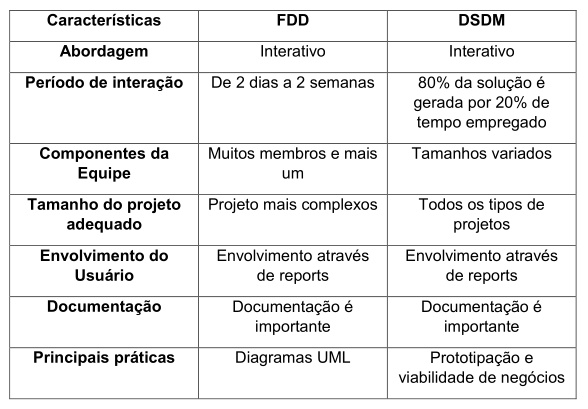 Características FDD DSDM
Abordagem Interativo Interativo
Período de interação De 2 dias a 2 semanas 80% da solução é
gerada por 20% de
tempo empregado
Componentes da Muitos membros e mais Tamanhos variados
Equipe um
Tamanho do projeto Projeto mais complexos Todos os tipos de
adequado projetos
Envolvimento do Envolvimento através Envolvimento através
Usuário de reports de reports
Documentação Documentação é Documentação é
importante importante
Principais práticas Diagramas UML Prototipação e
viabilidade de negócios